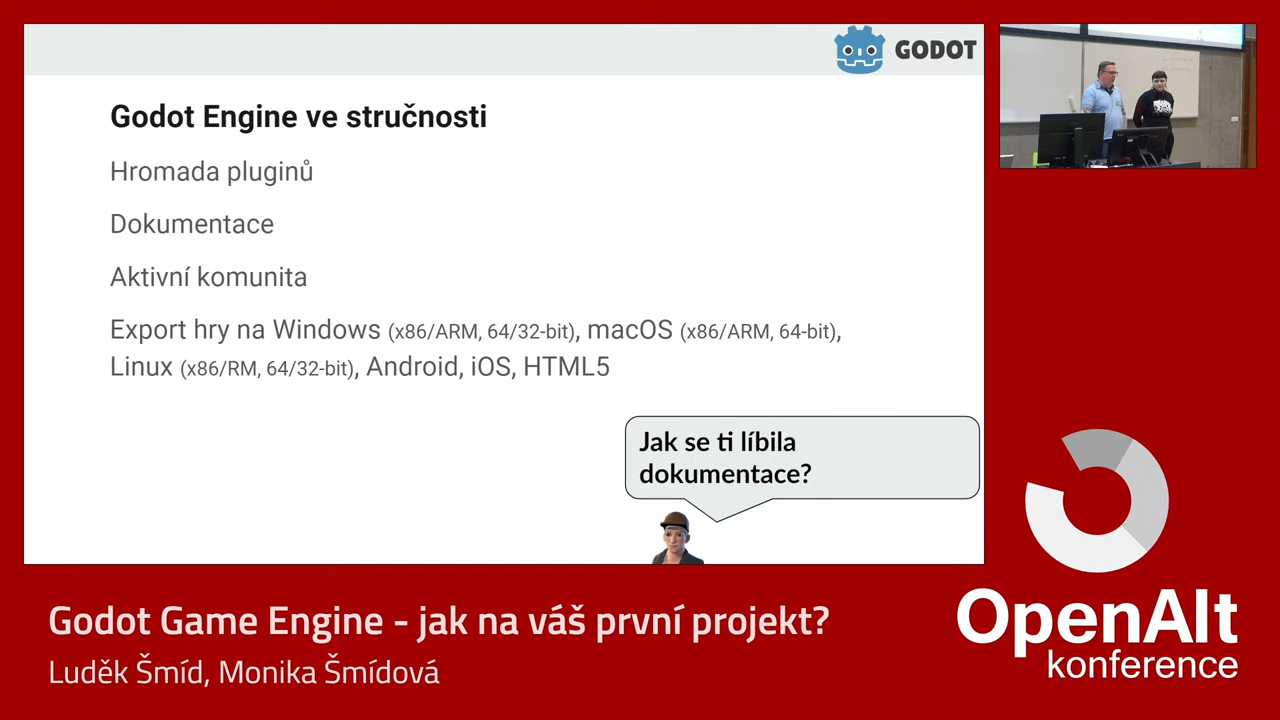 GODOT
Godot Engine ve stručnosti
Hromada pluginů
Dokumentace
Aktivní komunita
Export hry na Windows (x86/ARM, 64/32-bit), macOS (x86/ARM, 64-bit),
Linux (x86/RM, 64/32-bit), Android, iOS, HTML5
Jak se ti líbila
dokumentace?
Godot Game Engine - jak na váš první projekt?
Luděk Šmíd, Monika Šmídová
OpenAlt
konference